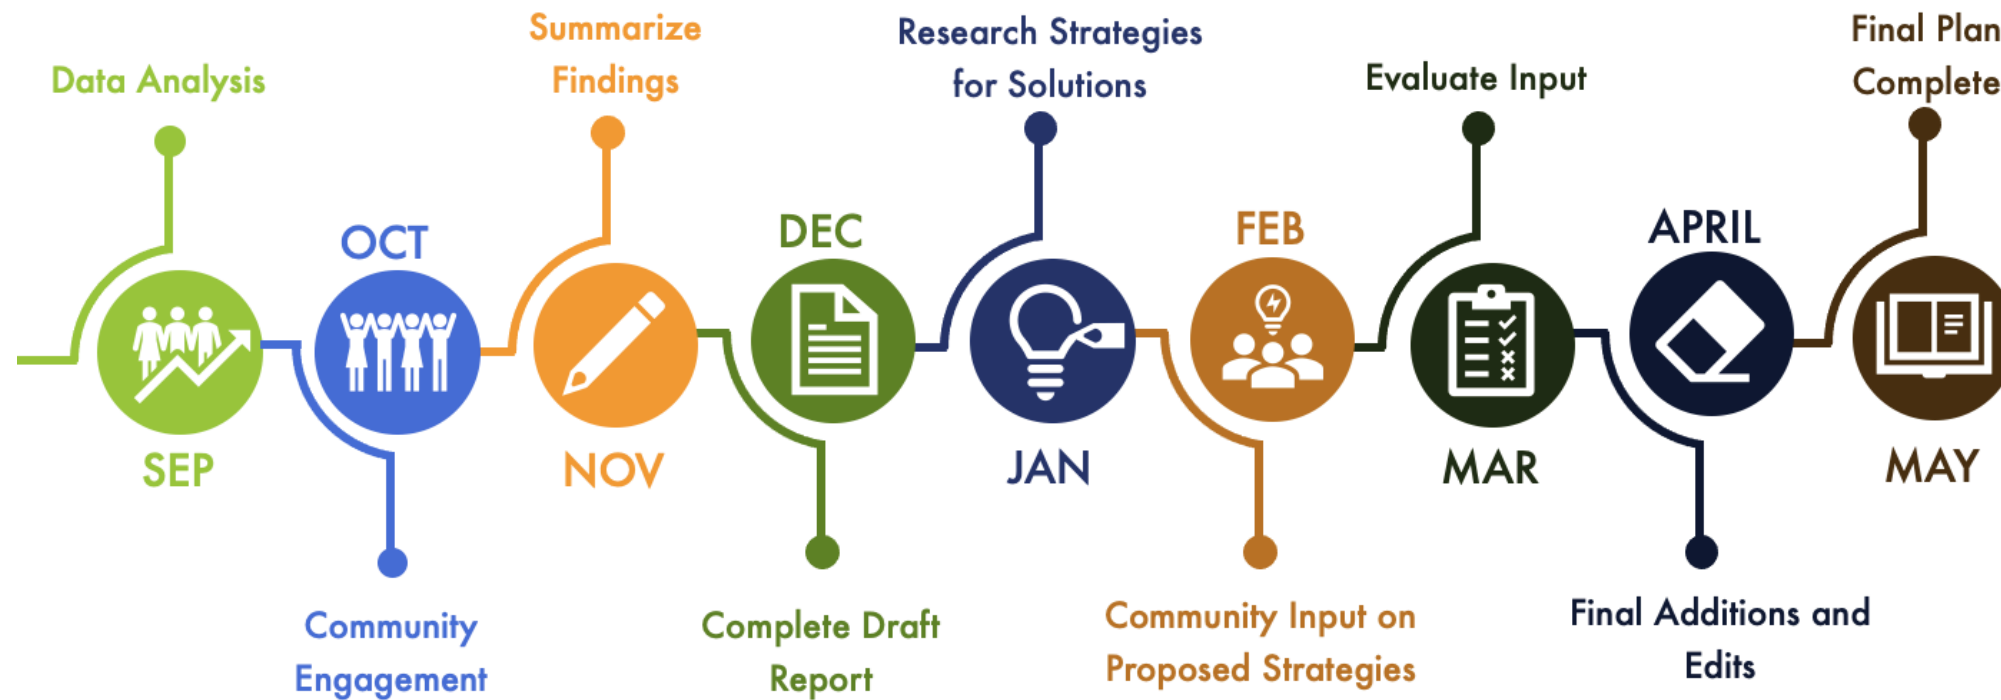 Data Analysis
SEP
OCT
Community
Engagement
Summarize
Findings
NOV
DEC
Complete Draft
Report
Research Strategies
for Solutions
JAN
FEB
Community Input on
Proposed Strategies
Evaluate Input
MAR
APRIL
Final Additions and
Edits
Final Plan
Complete
MAY